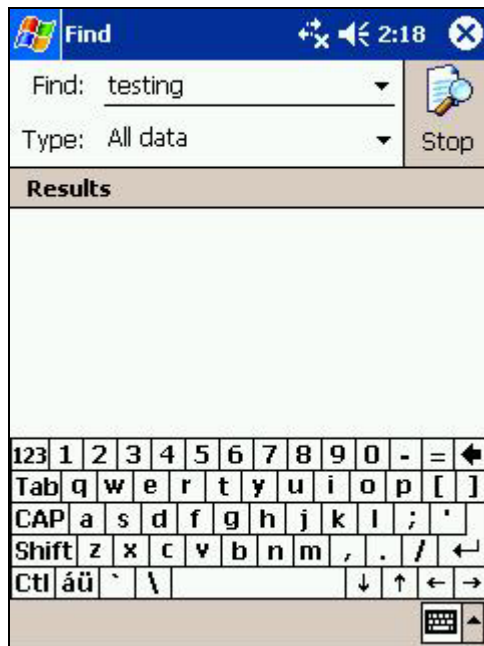 Find 2:18
Find: testing
Type: All data
Stop
Results
123 1 2 3 4 5 6 7 8 9 0 - =
Tab q w e r t y u i o p [ ]
CAP a s d f g h j k l ; '
Shift z x c v b n m , . /
Ctl áü ` \